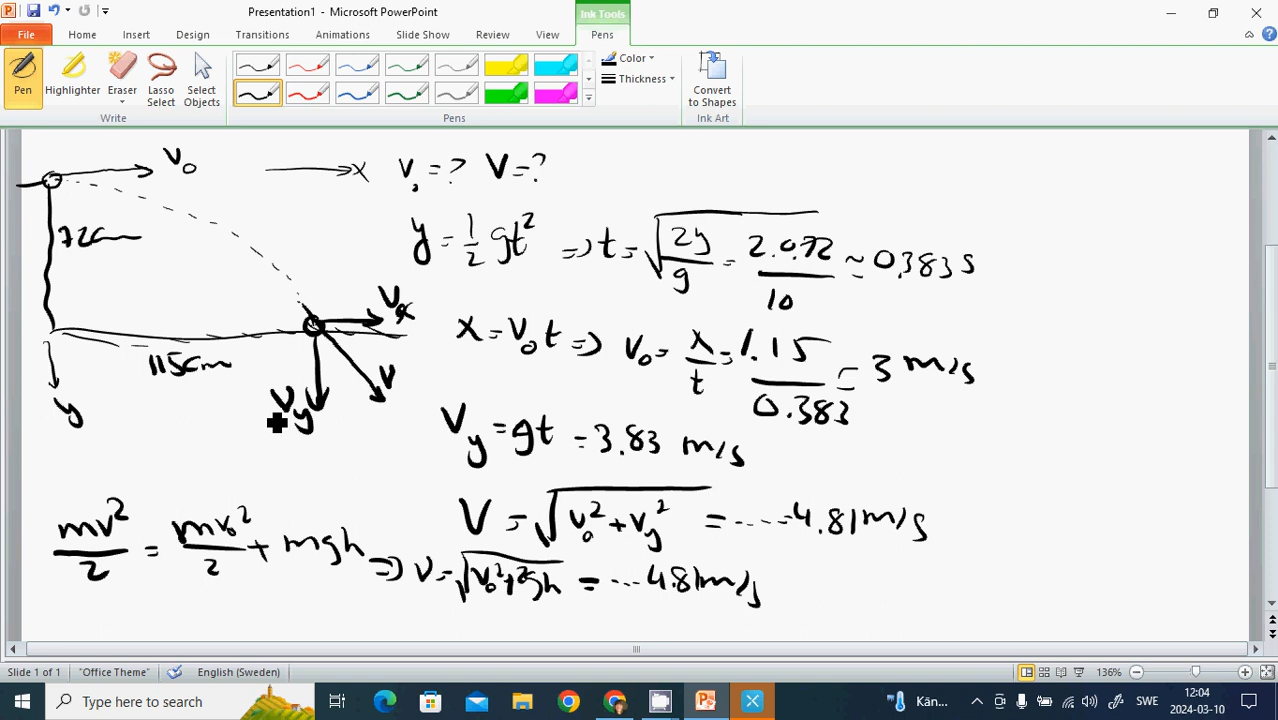 Presentation1 - Microsoft PowerPoint
Ink Tools
File Home Insert Design Transitions Animations Slide Show Review View Pens
Pen Highlighter Eraser Lasso Select Select Objects
Color
Thickness
Convert to Shapes
Write Pens Ink Art
V₀
x V₀=? V=?
72cm
y = 1/2 gt² => t = √(2y/g) = 2.0.72/10 ≈ 0.383 s
Vx
x = V₀t => V₀ = x/t = 1.15/0.383 = 3 m/s
115cm
V
y
Vy
Vy = gt = 3.83 m/s
V = √(V₀²+Vy²) = ....4.81 m/s
mv²/2 = mv₀²/2 + mgh => V = √(V₀²+2gh) = ...4.81 m/s
Slide 1 of 1 "Office Theme" English (Sweden) 136%
Type here to search
Kän... SWE 12:04
2024-03-10